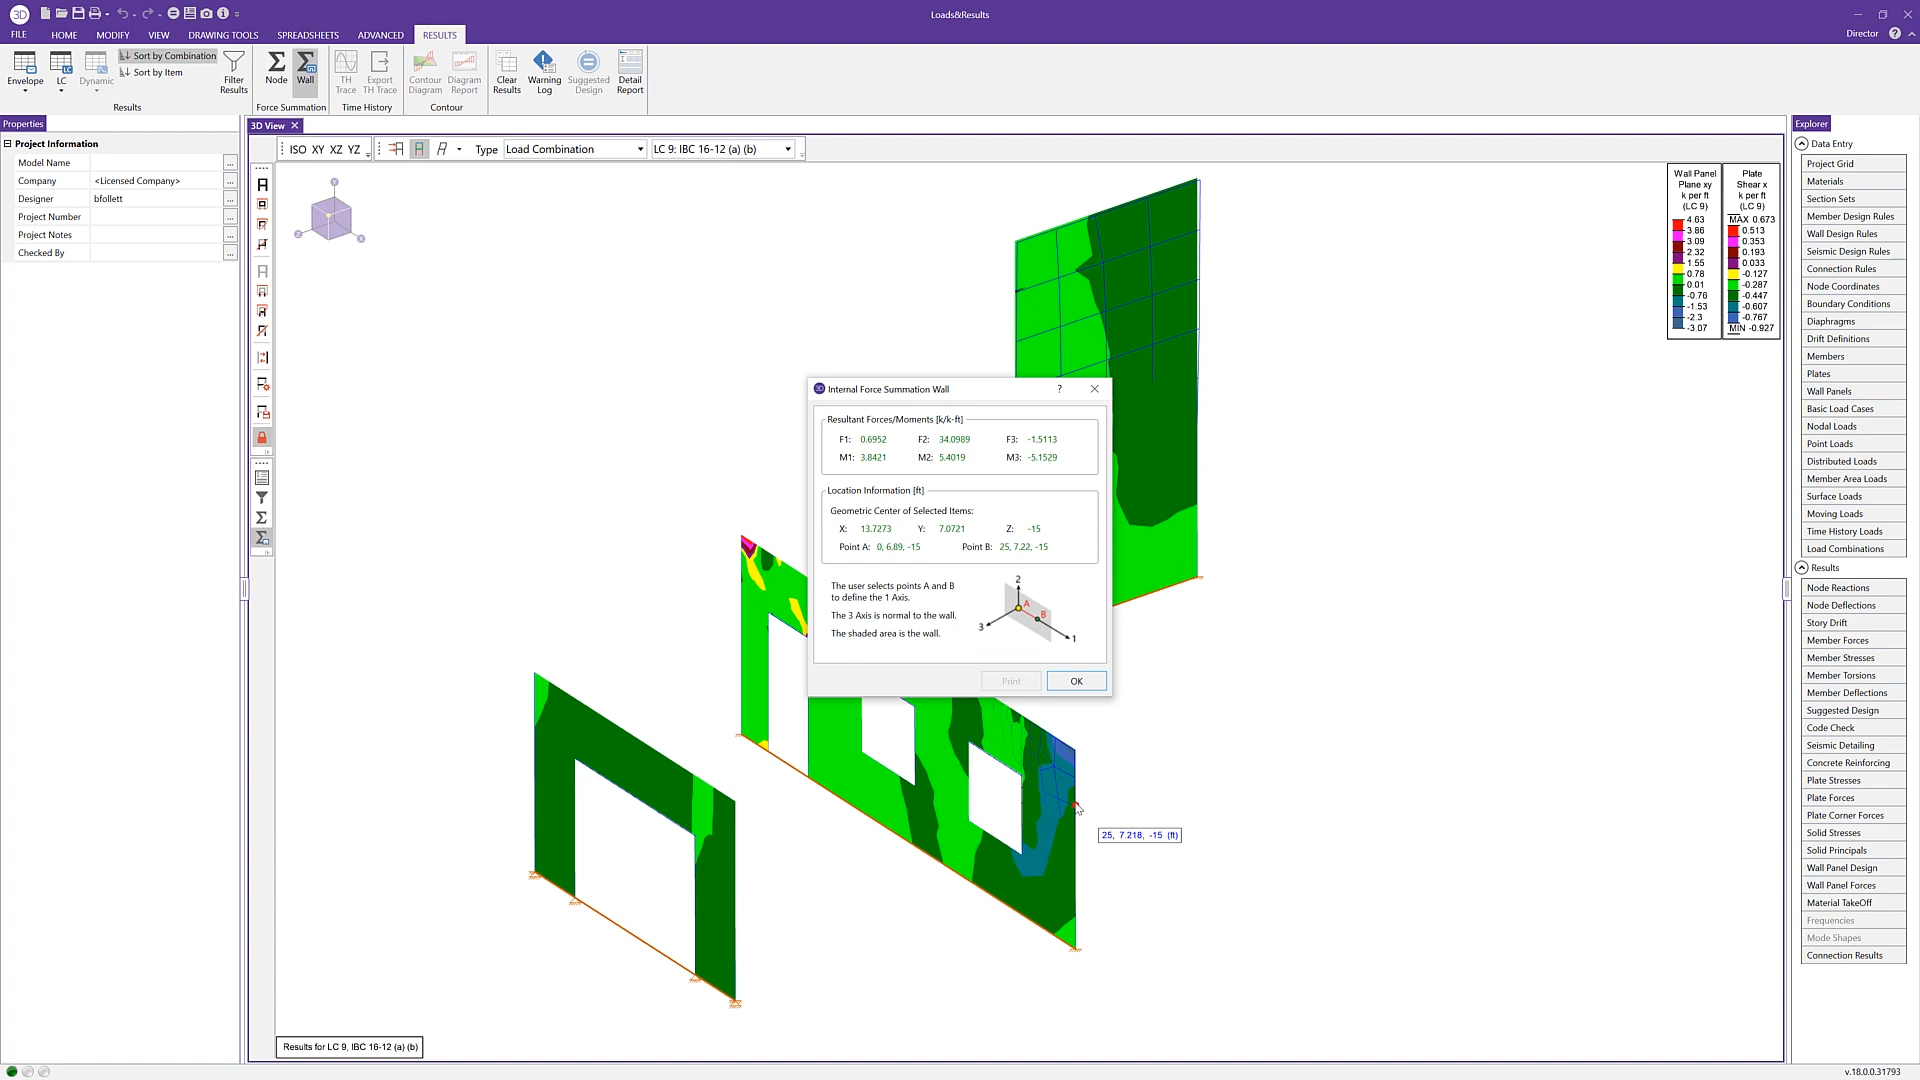 3D
Loads&Results
FILE HOME MODIFY VIEW DRAWING TOOLS SPREADSHEETS ADVANCED RESULTS
Director
Envelope LC Dynamic
Sort by Combination
Sort by Item
Filter Results
Results
Node Wall
Force Summation
TH Trace Export TH Trace
Time History
Contour Diagram Diagram Report
Contour
Clear Results Warning Log Suggested Design Detail Report
Properties
Project Information
Model Name
Company <Licensed Company>
Designer bfollett
Project Number
Project Notes
Checked By
3D View
ISO XY XZ YZ Type Load Combination LC 9: IBC 16-12 (a) (b)
Y
Z X
Wall Panel
Plane xy
k per ft
(LC 9)
4.63
3.86
3.09
2.32
1.55
0.78
0.01
-0.76
-1.53
-2.3
-3.07
Plate
Shear x
k per ft
(LC 9)
MAX 0.673
0.513
0.353
0.193
0.033
-0.127
-0.287
-0.447
-0.607
-0.767
MIN -0.927
Internal Force Summation Wall
Resultant Forces/Moments [k/k-ft]
F1: 0.6952 F2: 34.0989 F3: -1.5113
M1: 3.8421 M2: 5.4019 M3: -5.1529
Location Information [ft]
Geometric Center of Selected Items:
X: 13.7273 Y: 7.0721 Z: -15
Point A: 0, 6.89, -15 Point B: 25, 7.22, -15
The user selects points A and B
to define the 1 Axis.
The 3 Axis is normal to the wall.
The shaded area is the wall.
2
A
B
3
1
Print OK
25, 7.218, -15 (ft)
Results for LC 9, IBC 16-12 (a) (b)
Explorer
Data Entry
Project Grid
Materials
Section Sets
Member Design Rules
Wall Design Rules
Seismic Design Rules
Connection Rules
Node Coordinates
Boundary Conditions
Diaphragms
Drift Definitions
Members
Plates
Wall Panels
Basic Load Cases
Nodal Loads
Point Loads
Distributed Loads
Member Area Loads
Surface Loads
Moving Loads
Time History Loads
Load Combinations
Results
Node Reactions
Node Deflections
Story Drift
Member Forces
Member Stresses
Member Torsions
Member Deflections
Suggested Design
Code Check
Seismic Detailing
Concrete Reinforcing
Plate Stresses
Plate Forces
Plate Corner Forces
Solid Stresses
Solid Principals
Wall Panel Design
Wall Panel Forces
Material TakeOff
Frequencies
Mode Shapes
Connection Results
v.18.0.0.31793